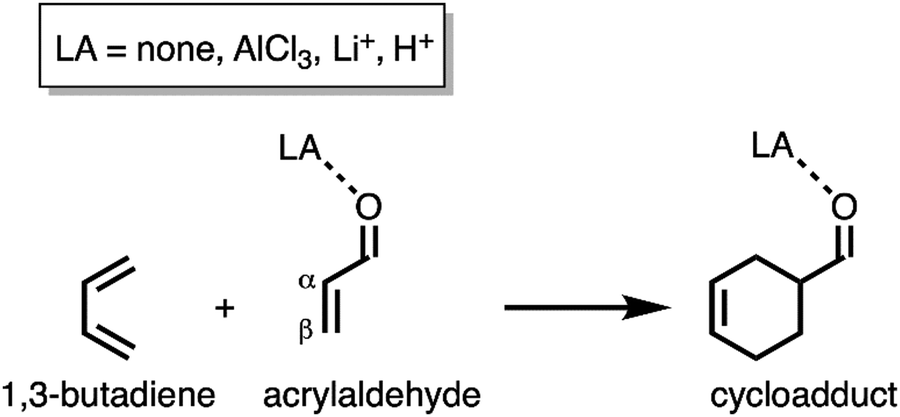 LA = none, AlCl₃, Li⁺, H⁺
LA
O
α
β
+
1,3-butadiene
acrylaldehyde
LA
O
cycloadduct